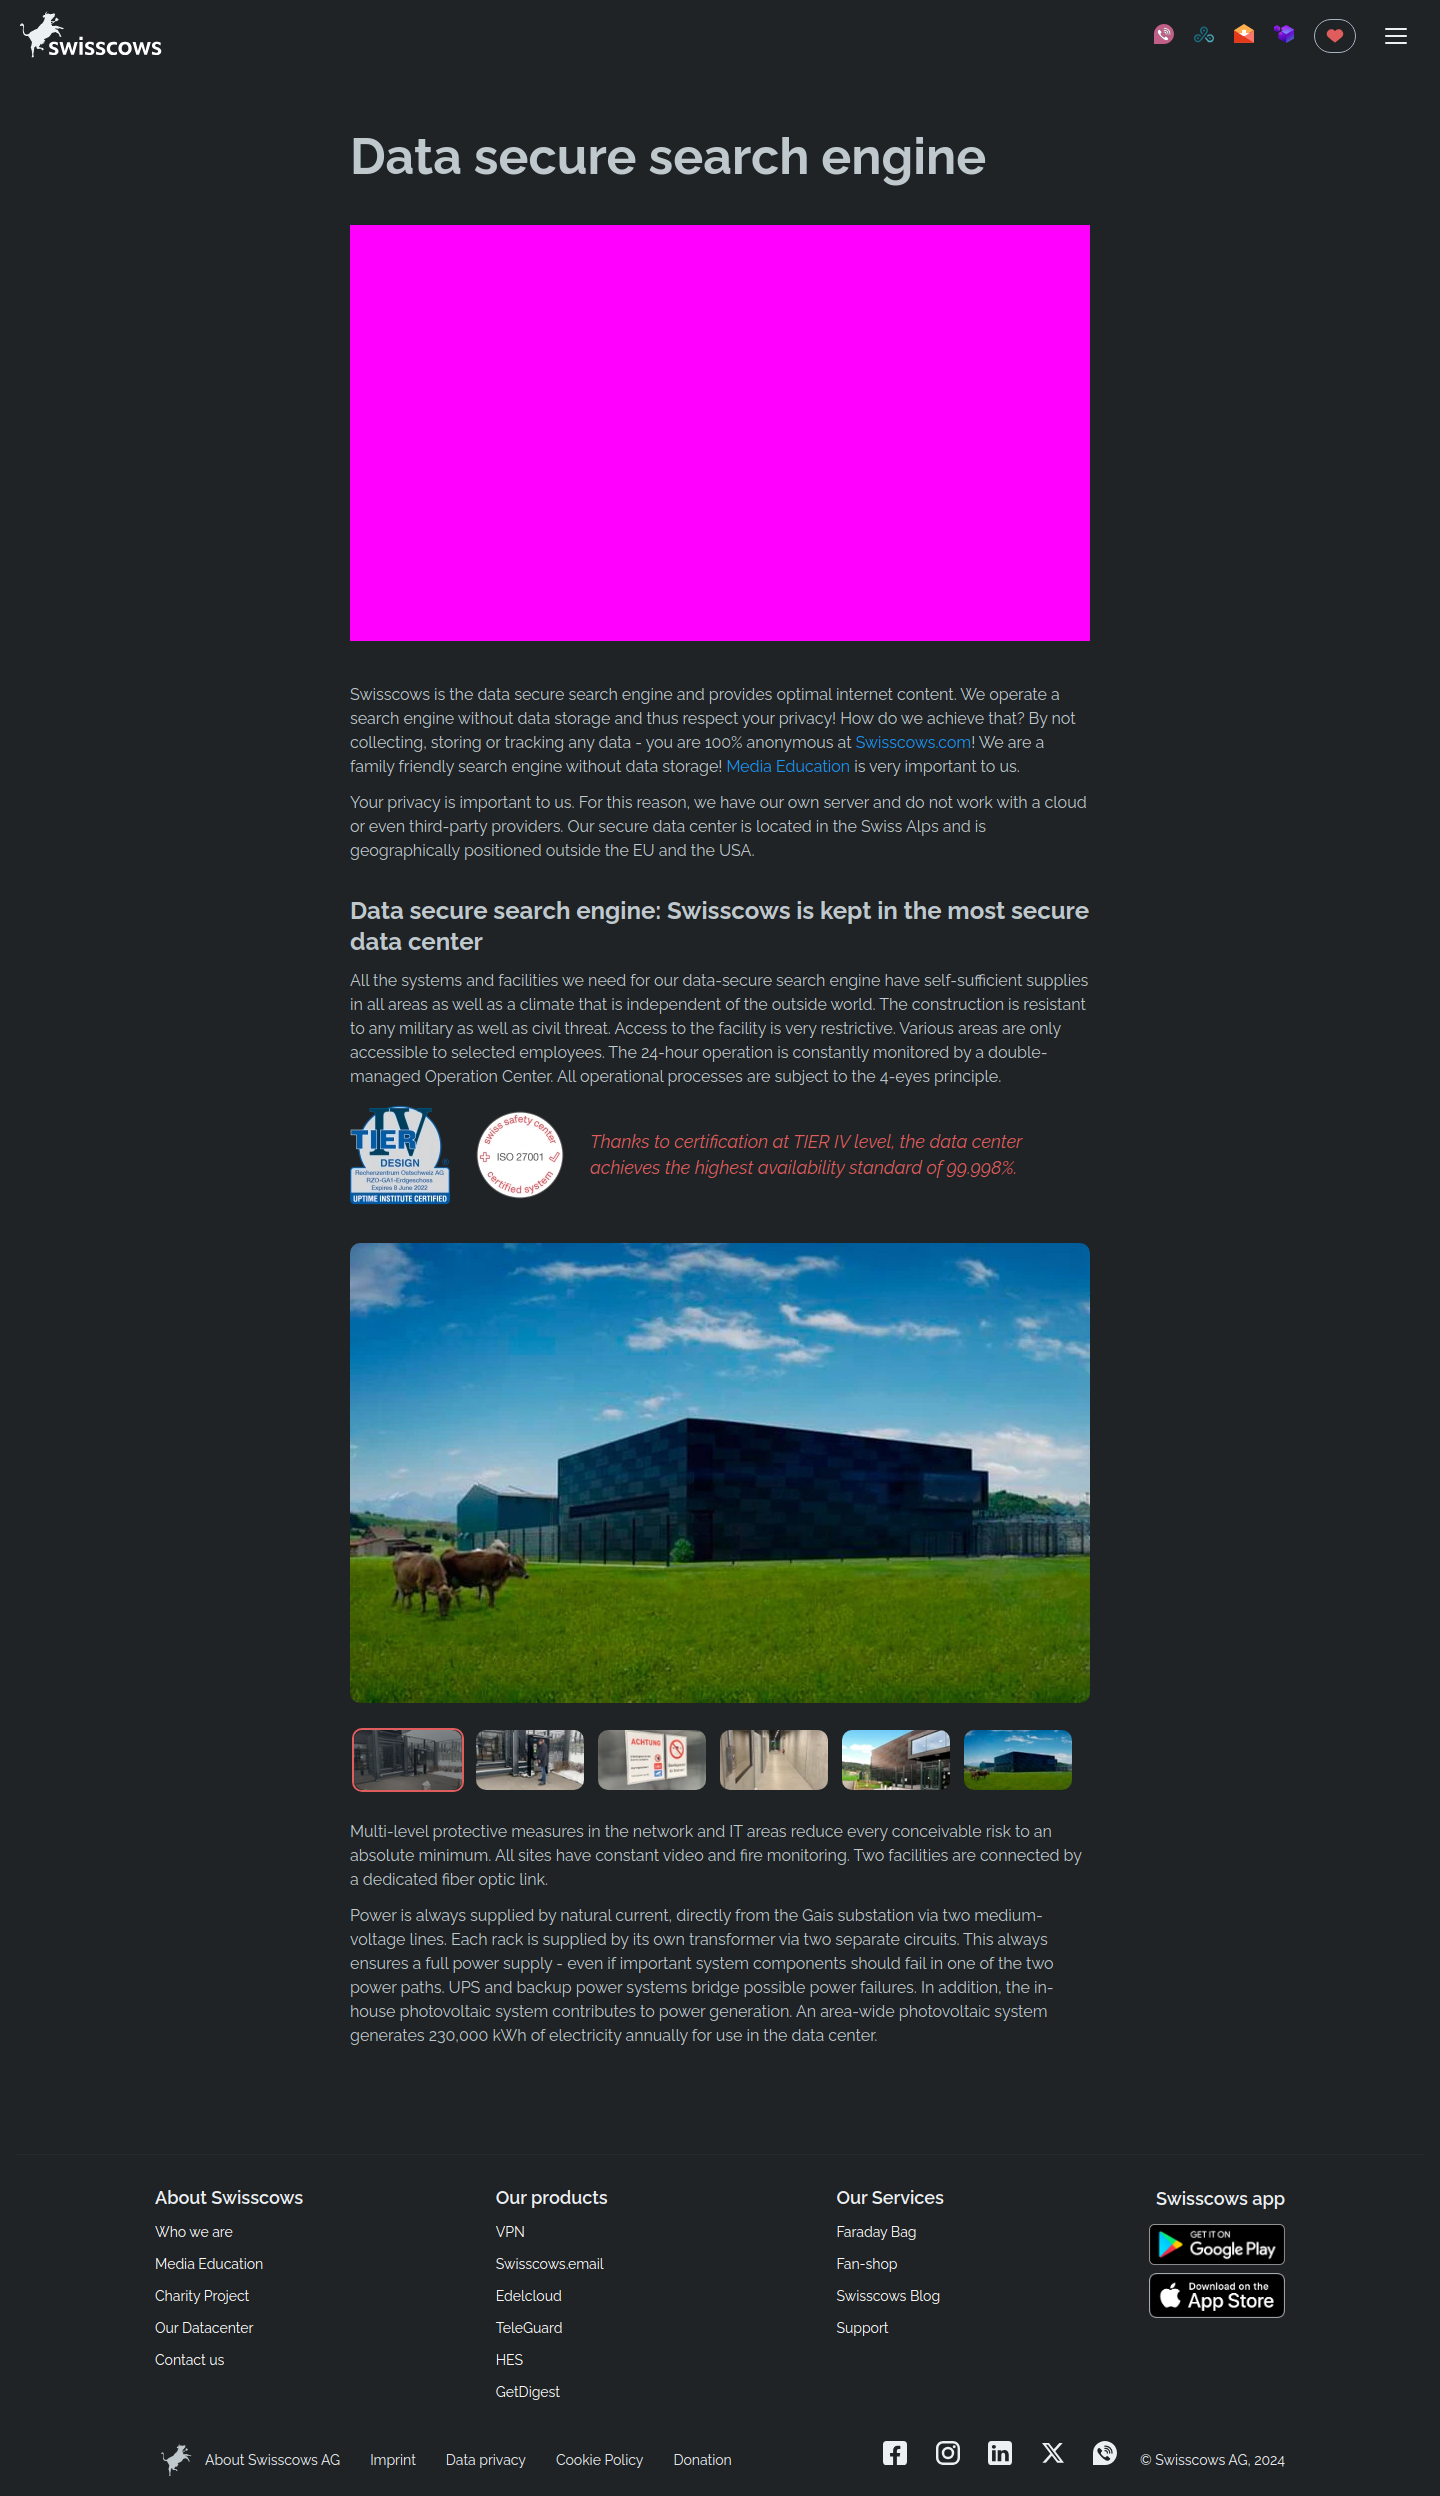 swisscows
Data secure search engine
Swisscows is the data secure search engine and provides optimal internet content. We operate a
search engine without data storage and thus respect your privacy! How do we achieve that? By not
collecting, storing or tracking any data - you are 100% anonymous at Swisscows.com! We are a
family friendly search engine without data storage! Media Education is very important to us.
Your privacy is important to us. For this reason, we have our own server and do not work with a cloud
or even third-party providers. Our secure data center is located in the Swiss Alps and is
geographically positioned outside the EU and the USA.
Data secure search engine: Swisscows is kept in the most secure
data center
All the systems and facilities we need for our data-secure search engine have self-sufficient supplies
in all areas as well as a climate that is independent of the outside world. The construction is resistant
to any military as well as civil threat. Access to the facility is very restrictive. Various areas are only
accessible to selected employees. The 24-hour operation is constantly monitored by a double-
managed Operation Center. All operational processes are subject to the 4-eyes principle.
IV
TIER
DESIGN
Rechenzentrum Ostschweiz AG
RZO-GA1-Erdgeschoss
Expires 8 June 2022
UPTIME INSTITUTE CERTIFIED
swiss safety center
ISO 27001
certified system
Thanks to certification at TIER IV level, the data center
achieves the highest availability standard of 99.998%.
ACHTUNG
Multi-level protective measures in the network and IT areas reduce every conceivable risk to an
absolute minimum. All sites have constant video and fire monitoring. Two facilities are connected by
a dedicated fiber optic link.
Power is always supplied by natural current, directly from the Gais substation via two medium-
voltage lines. Each rack is supplied by its own transformer via two separate circuits. This always
ensures a full power supply - even if important system components should fail in one of the two
power paths. UPS and backup power systems bridge possible power failures. In addition, the in-
house photovoltaic system contributes to power generation. An area-wide photovoltaic system
generates 230,000 kWh of electricity annually for use in the data center.
About Swisscows
Who we are
Media Education
Charity Project
Our Datacenter
Contact us
Our products
VPN
Swisscows.email
Edelcloud
TeleGuard
HES
GetDigest
Our Services
Faraday Bag
Fan-shop
Swisscows Blog
Support
Swisscows app
GET IT ON
Google Play
Download on the
App Store
About Swisscows AG
Imprint
Data privacy
Cookie Policy
Donation
© Swisscows AG, 2024